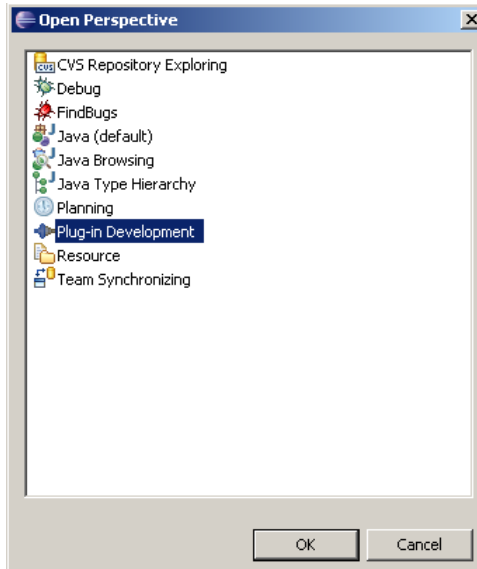 Open Perspective
CVS Repository Exploring
Debug
FindBugs
Java (default)
Java Browsing
Java Type Hierarchy
Planning
Plug-in Development
Resource
Team Synchronizing
OK Cancel